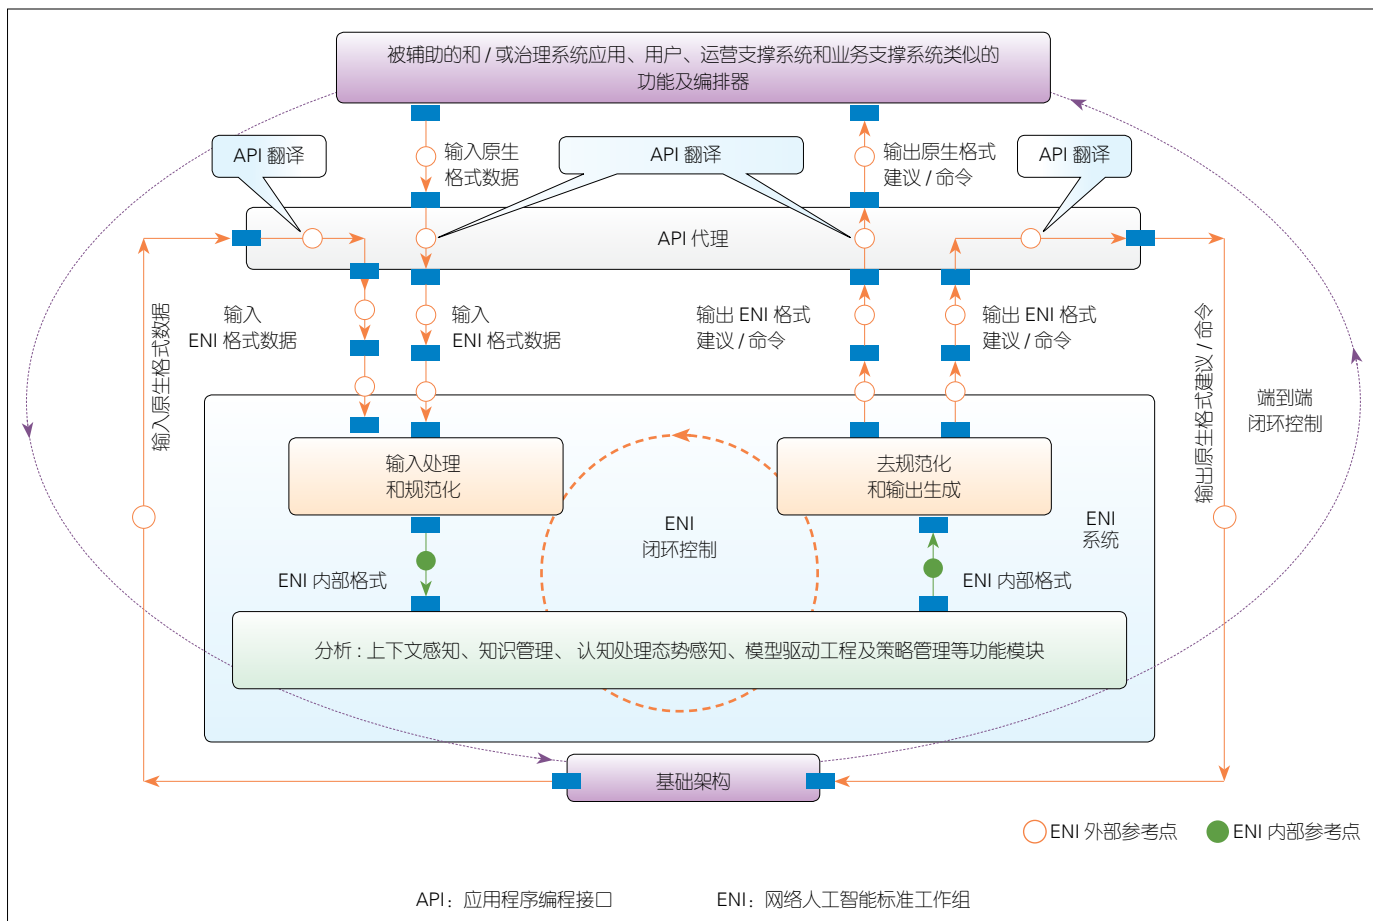 被辅助的和 / 或治理系统应用、用户、运营支撑系统和业务支撑系统类似的
功能及编排器
API 翻译
输入原生
格式数据
API 翻译
输出原生格式
建议 / 命令
API 翻译
API 代理
输入原生格式数据
输入
ENI 格式数据
输入
ENI 格式数据
输出 ENI 格式
建议 / 命令
输出 ENI 格式
建议 / 命令
输出原生格式建议 / 命令
端到端
闭环控制
输入处理
和规范化
去规范化
和输出生成
ENI
闭环控制
ENI
系统
ENI 内部格式
ENI 内部格式
分析 : 上下文感知、知识管理、 认知处理态势感知、模型驱动工程及策略管理等功能模块
基础架构
ENI 外部参考点
ENI 内部参考点
API：应用程序编程接口
ENI：网络人工智能标准工作组